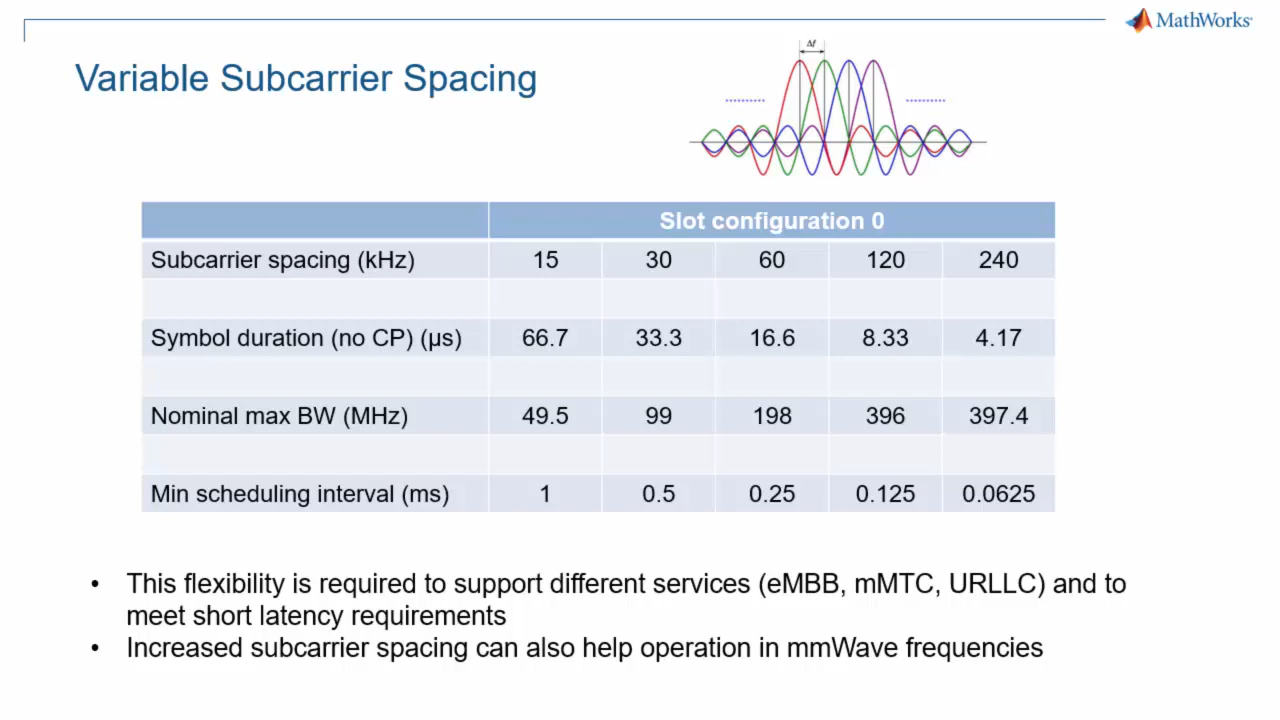 MathWorks
Δf
Variable Subcarrier Spacing
Slot configuration 0
Subcarrier spacing (kHz) 15 30 60 120 240
Symbol duration (no CP) (μs) 66.7 33.3 16.6 8.33 4.17
Nominal max BW (MHz) 49.5 99 198 396 397.4
Min scheduling interval (ms) 1 0.5 0.25 0.125 0.0625
• This flexibility is required to support different services (eMBB, mMTC, URLLC) and to
meet short latency requirements
• Increased subcarrier spacing can also help operation in mmWave frequencies